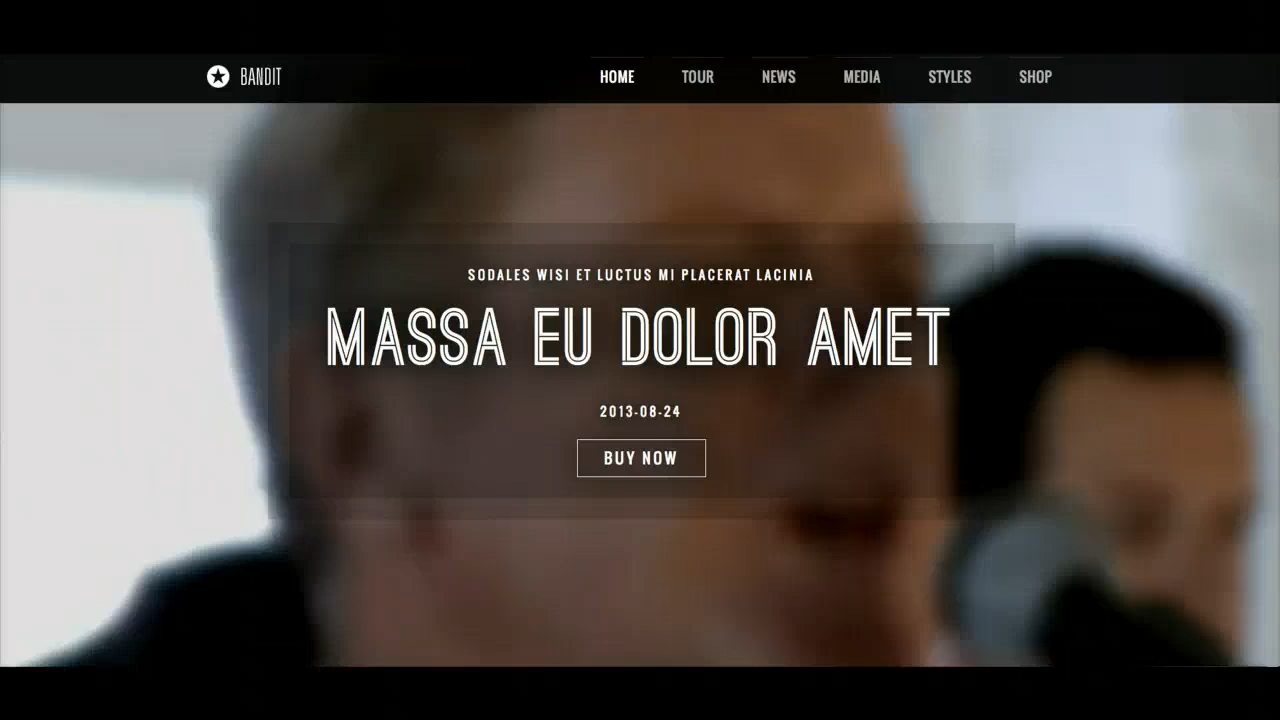 BANDIT
HOME TOUR NEWS MEDIA STYLES SHOP
SODALES WISI ET LUCTUS MI PLACERAT LACINIA
MASSA EU DOLOR AMET
2013-08-24
BUY NOW